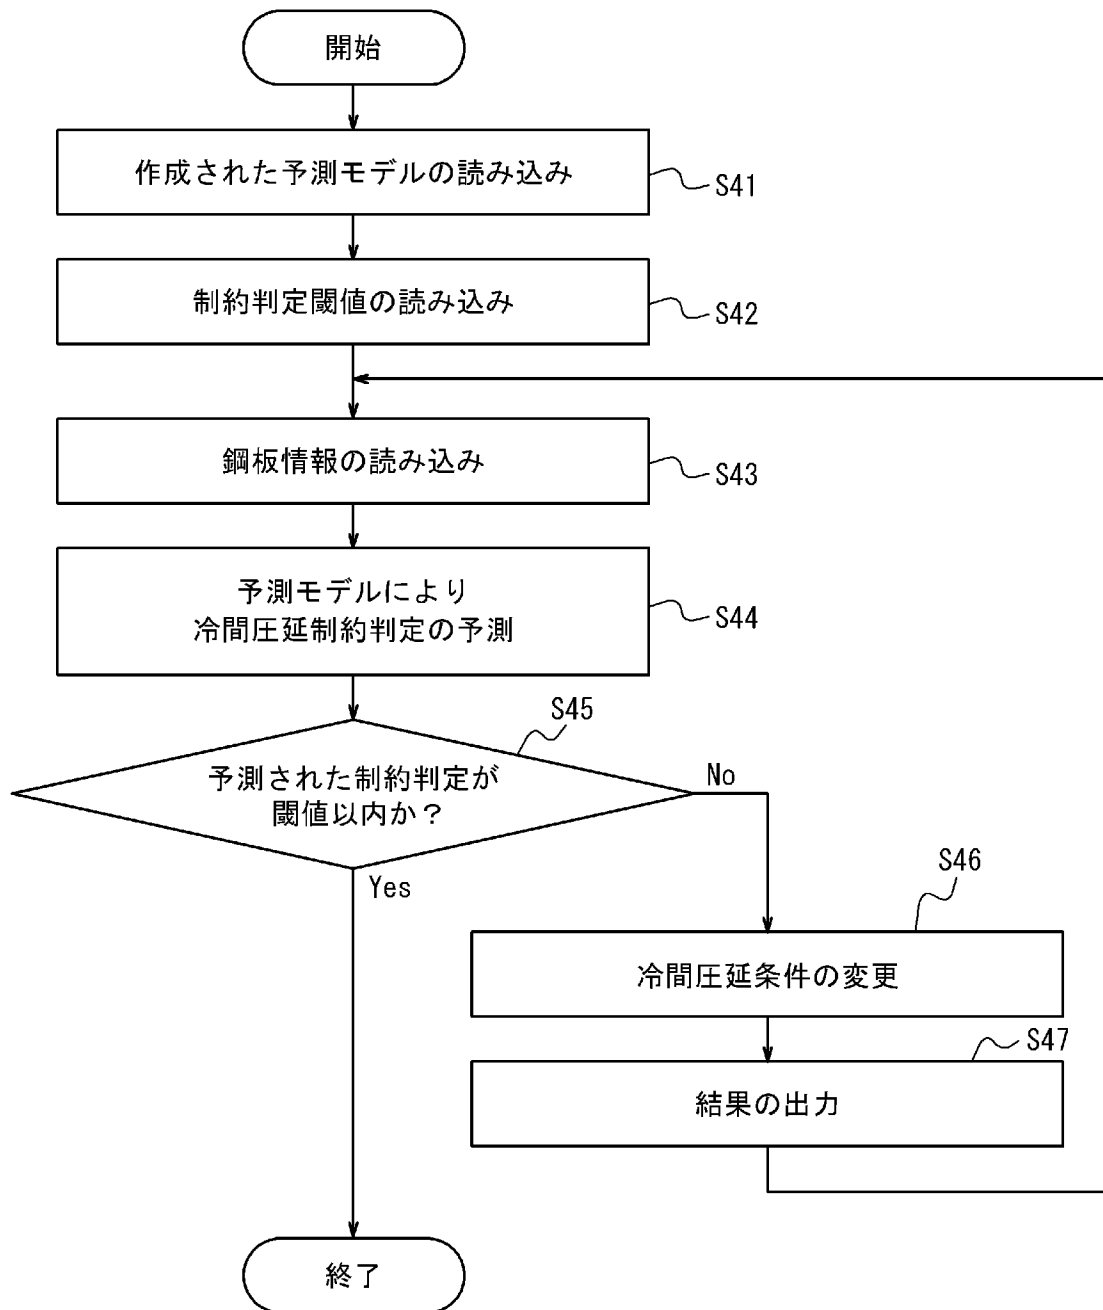 開始
作成された予測モデルの読み込み
S41
制約判定閾値の読み込み
S42
鋼板情報の読み込み
S43
予測モデルにより
冷間圧延制約判定の予測
S44
S45
予測された制約判定が
閾値以内か?
No
Yes
S46
冷間圧延条件の変更
S47
結果の出力
終了